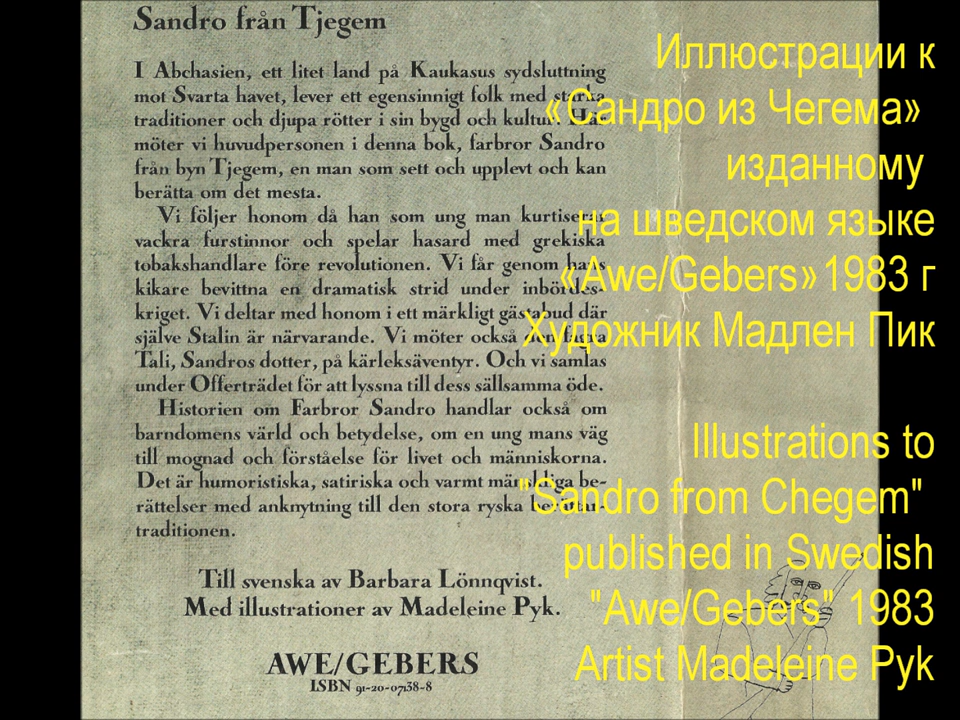 Sandro från Tjegem
I Abchasien, ett litet land på Kaukasus sydsluttning
mot Svarta havet, lever ett egensinnigt folk med starka
traditioner och djupa rötter i sin bygd och kultur. Här
möter vi huvudpersonen i denna bok, farbror Sandro
från byn Tjegem, en man som sett och upplevt och kan
berätta om det mesta.
Vi följer honom då han som ung man kurtiseras
vackra furstinnor och spelar hasard med grekiska
tobakshandlare före revolutionen. Vi får genom hans
kikare bevittna en dramatisk strid under inbördes-
kriget. Vi deltar med honom i ett märkligt gästabud där
själve Stalin är närvarande. Vi möter också den fagra
Tali, Sandros dotter, på kärleksäventyr. Och vi samlas
under Offerträdet för att lyssna till dess sällsamma öde.
Historien om Farbror Sandro handlar också om
barndomens värld och betydelse, om en ung mans väg
till mognad och förståelse för livet och människorna.
Det är humoristiska, satiriska och varmt mänskliga be-
rättelser med anknytning till den stora ryska berättar-
traditionen.
Till svenska av Barbara Lönnqvist.
Med illustrationer av Madeleine Pyk.
AWE/GEBERS
ISBN 91-20-07138-8
Иллюстрации к
«Сандро из Чегема»
изданному
на шведском языке
«Awe/Gebers» 1983 г
Художник Мадлен Пик
Illustrations to
"Sandro from Chegem"
published in Swedish
"Awe/Gebers" 1983
Artist Madeleine Pyk